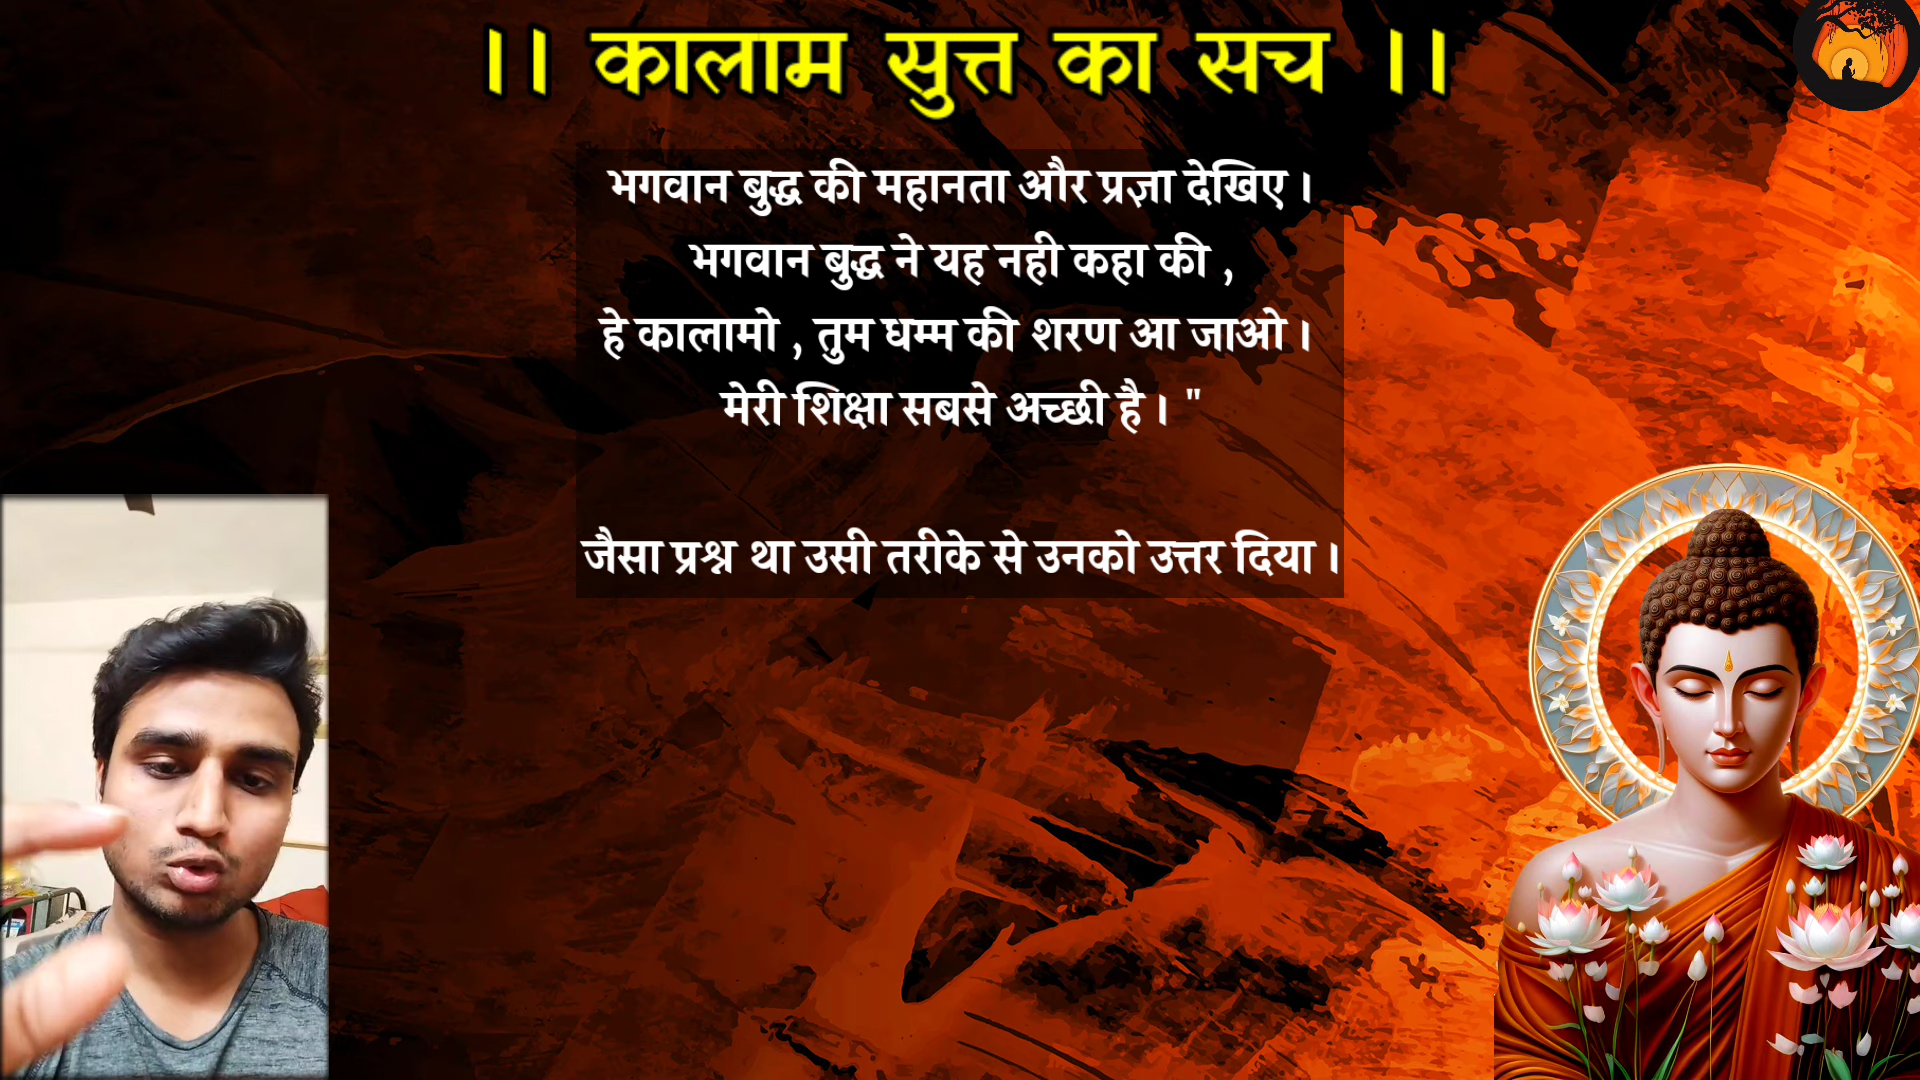 ।। कालाम सुत्त का सच ।।
भगवान बुद्ध की महानता और प्रज्ञा देखिए ।
भगवान बुद्ध ने यह नही कहा की ,
हे कालामो , तुम धम्म की शरण आ जाओ ।
मेरी शिक्षा सबसे अच्छी है । "
जैसा प्रश्न था उसी तरीके से उनको उत्तर दिया ।